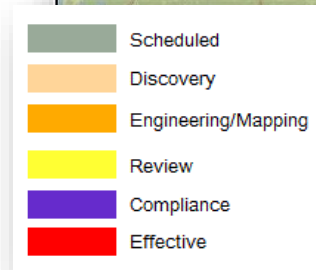 Scheduled
Discovery
Engineering/Mapping
Review
Compliance
Effective